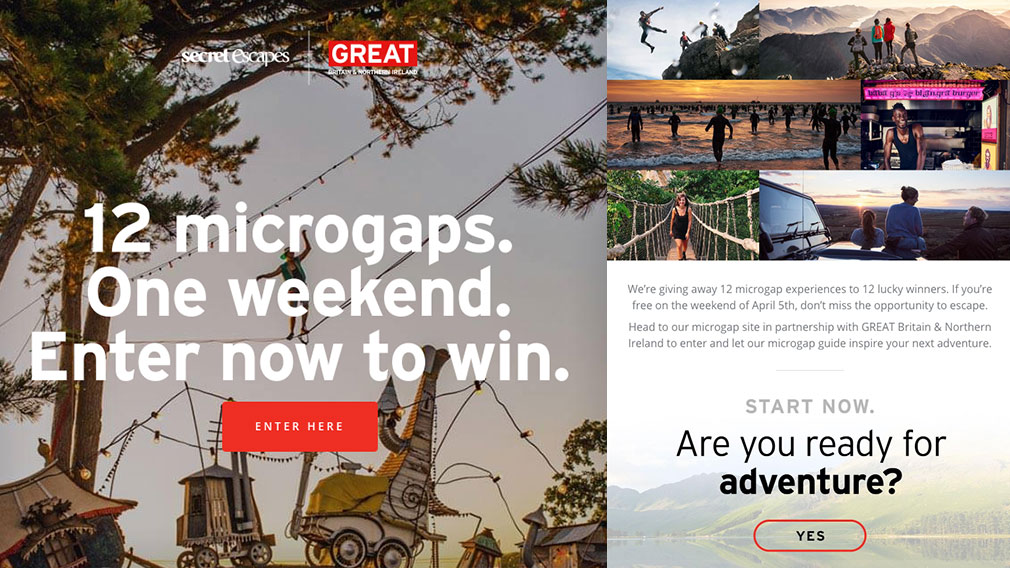 secret escapes
GREAT
BRITAIN & NORTHERN IRELAND
12 microgaps.
One weekend.
Enter now to win.
ENTER HERE
We're giving away 12 microgap experiences to 12 lucky winners. If you're
free on the weekend of April 5th, don't miss the opportunity to escape.
Head to our microgap site in partnership with GREAT Britain & Northern
Ireland to enter and let our microgap guide inspire your next adventure.
START NOW.
Are you ready for
adventure?
YES